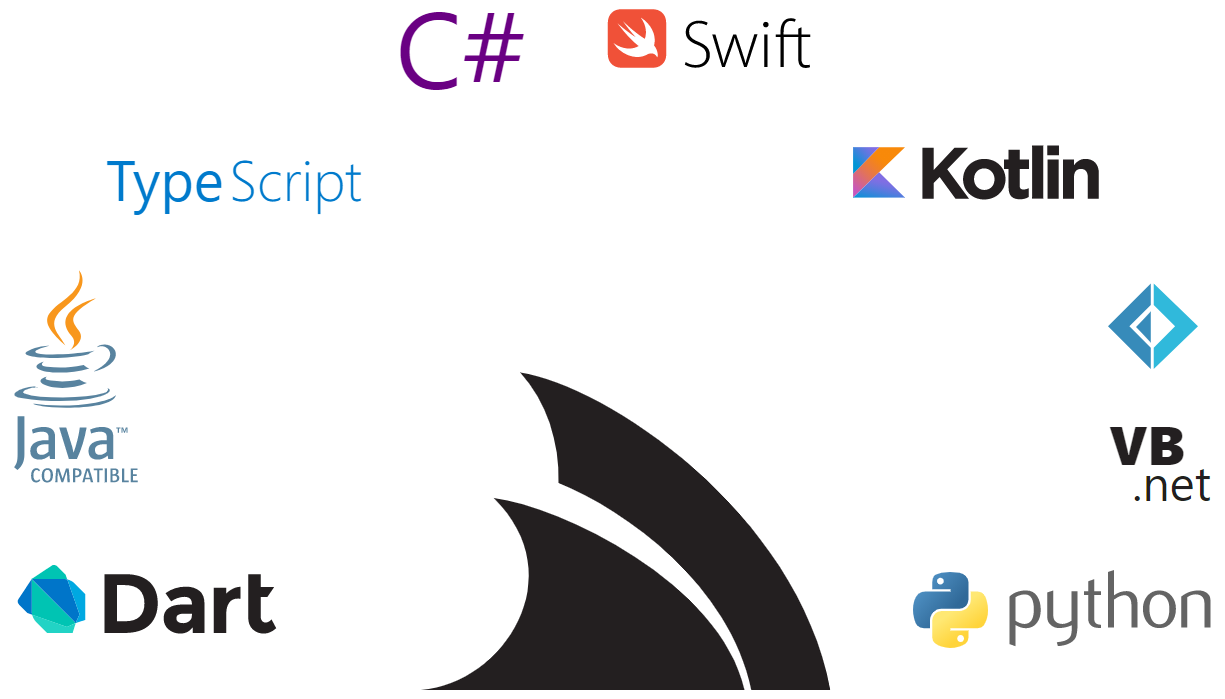 C#
Swift
TypeScript
Kotlin
Java™
COMPATIBLE
VB
.net
Dart
python